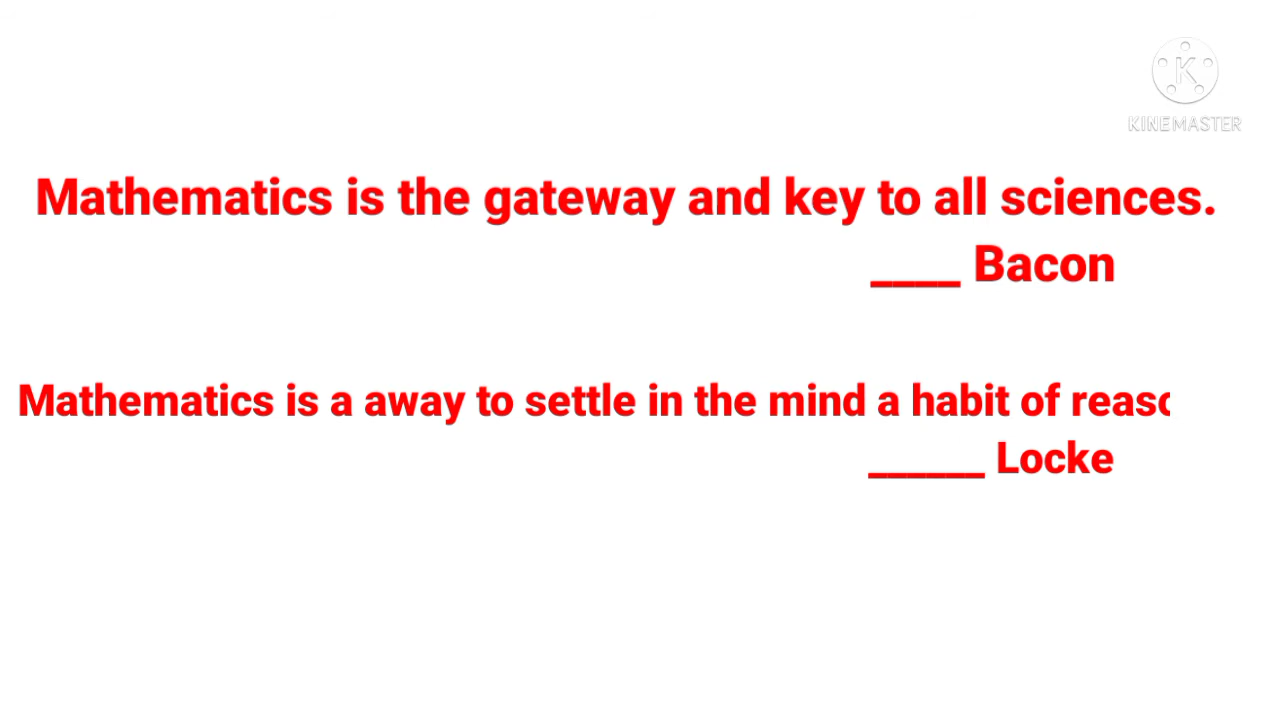 KINEMASTER
Mathematics is the gateway and key to all sciences.
____ Bacon
Mathematics is a away to settle in the mind a habit of
______ Locke